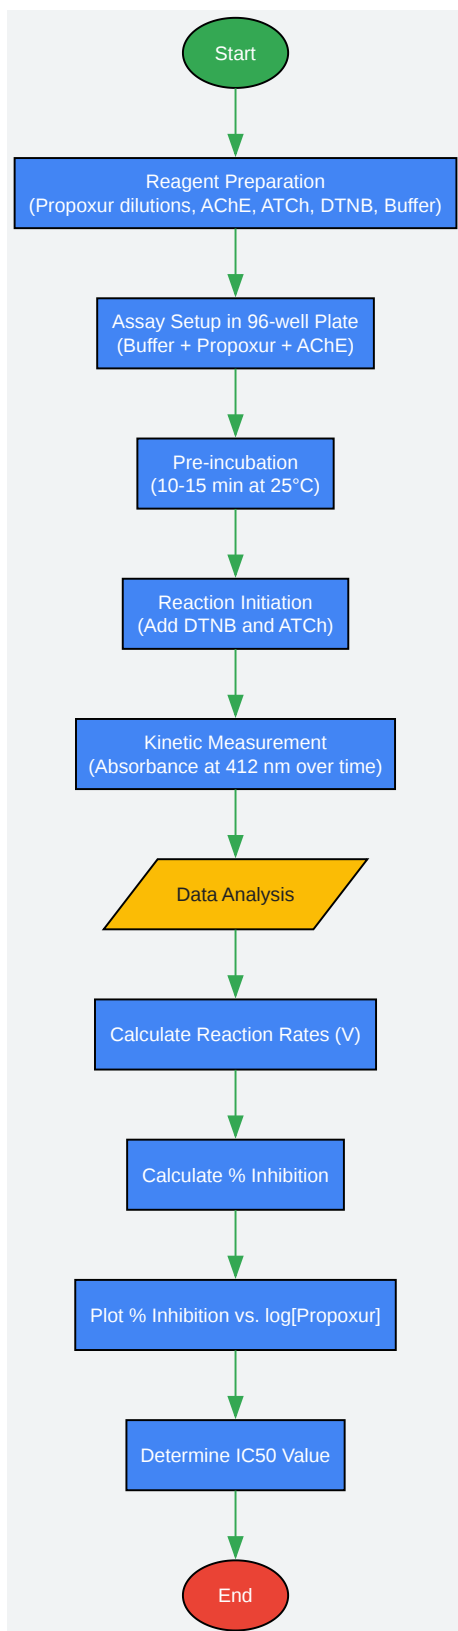 Start
Reagent Preparation
(Propoxur dilutions, AChE, ATCh, DTNB, Buffer)
Assay Setup in 96-well Plate
(Buffer + Propoxur + AChE)
Pre-incubation
(10-15 min at 25°C)
Reaction Initiation
(Add DTNB and ATCh)
Kinetic Measurement
(Absorbance at 412 nm over time)
Data Analysis
Calculate Reaction Rates (V)
Calculate % Inhibition
Plot % Inhibition vs. log[Propoxur]
Determine IC50 Value
End